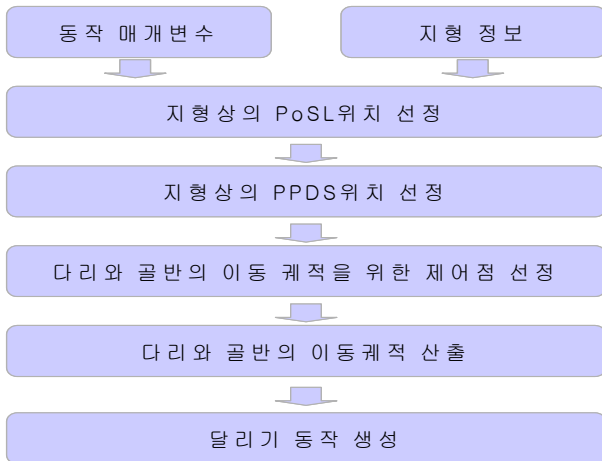 동작 매개변수
지형 정보
지형상의 PoSL위치 선정
지형상의 PPDS위치 선정
다리와 골반의 이동 궤적을 위한 제어점 선정
다리와 골반의 이동궤적 산출
달리기 동작 생성